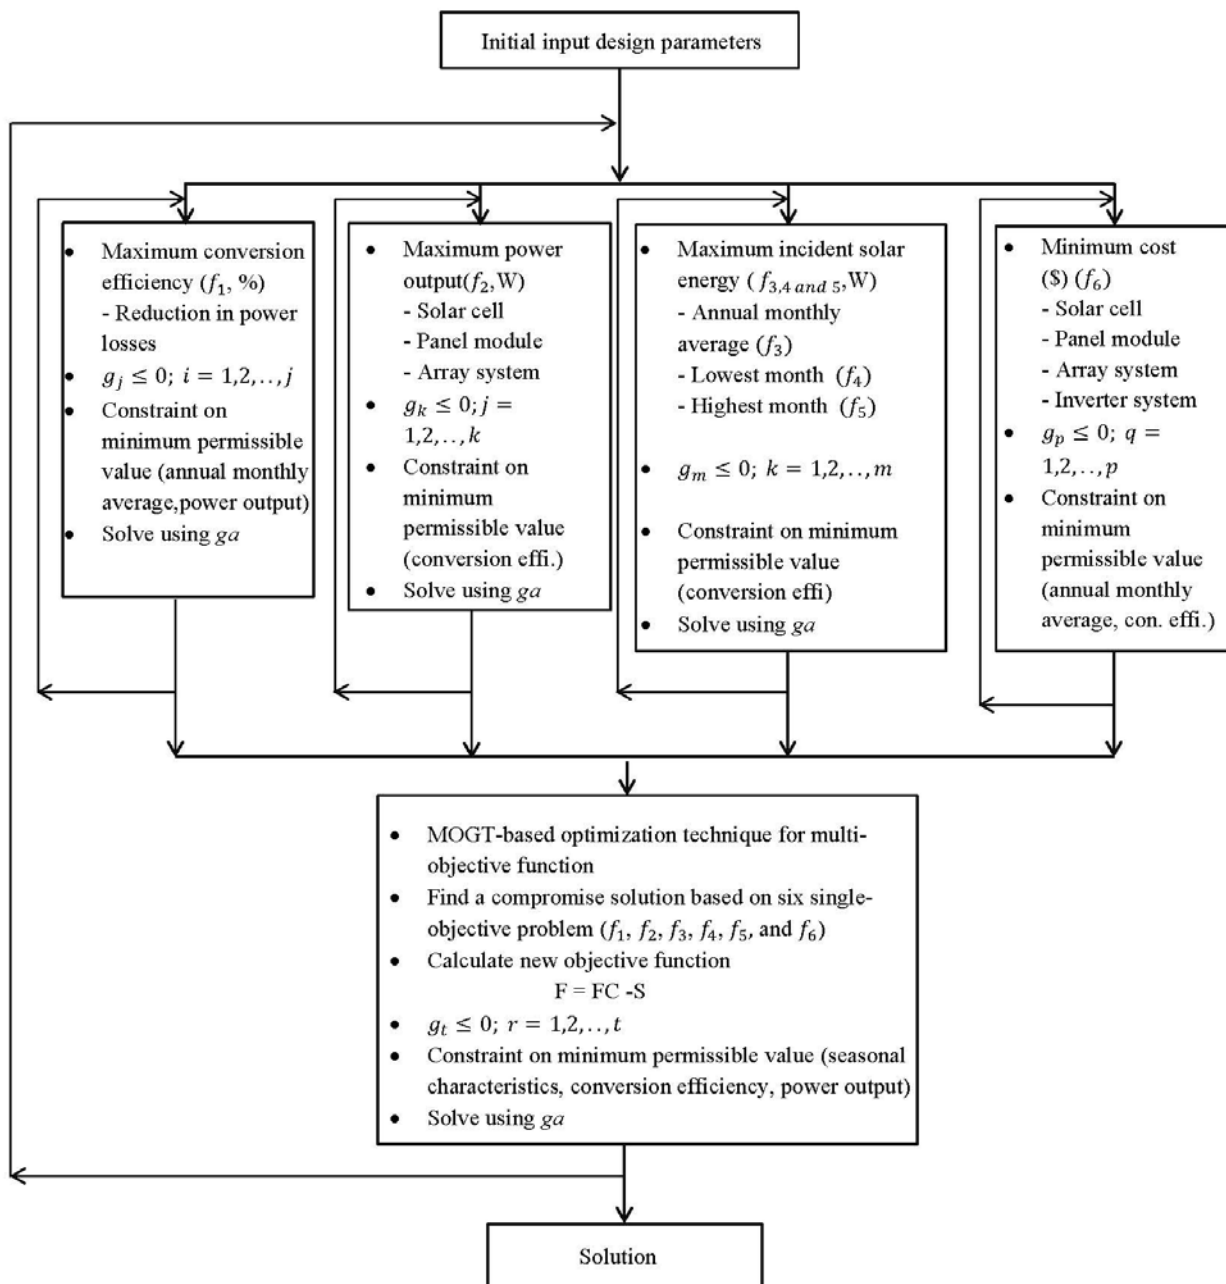 Initial input design parameters
• Maximum conversion
efficiency (f₁, %)
- Reduction in power
losses
• gⱼ ≤ 0; i = 1,2,..,j
• Constraint on
minimum permissible
value (annual monthly
average,power output)
• Solve using ga
• Maximum power
output(f₂,W)
- Solar cell
- Panel module
- Array system
• gₖ ≤ 0;j =
1,2,..,k
• Constraint on
minimum
permissible value
(conversion effi.)
• Solve using ga
• Maximum incident solar
energy ( f₃,₄ and ₅,W)
- Annual monthly
average (f₃)
- Lowest month (f₄)
- Highest month (f₅)
• gₘ ≤ 0; k = 1,2,..,m
• Constraint on minimum
permissible value
(conversion effi)
• Solve using ga
• Minimum cost
($) (f₆)
- Solar cell
- Panel module
- Array system
- Inverter system
• gₚ ≤ 0; q =
1,2,..,p
• Constraint on
minimum
permissible value
(annual monthly
average, con. effi.)
• MOGT-based optimization technique for multi-
objective function
• Find a compromise solution based on six single-
objective problem (f₁, f₂, f₃, f₄, f₅, and f₆)
• Calculate new objective function
F = FC -S
• gₜ ≤ 0; r = 1,2,..,t
• Constraint on minimum permissible value (seasonal
characteristics, conversion efficiency, power output)
• Solve using ga
Solution